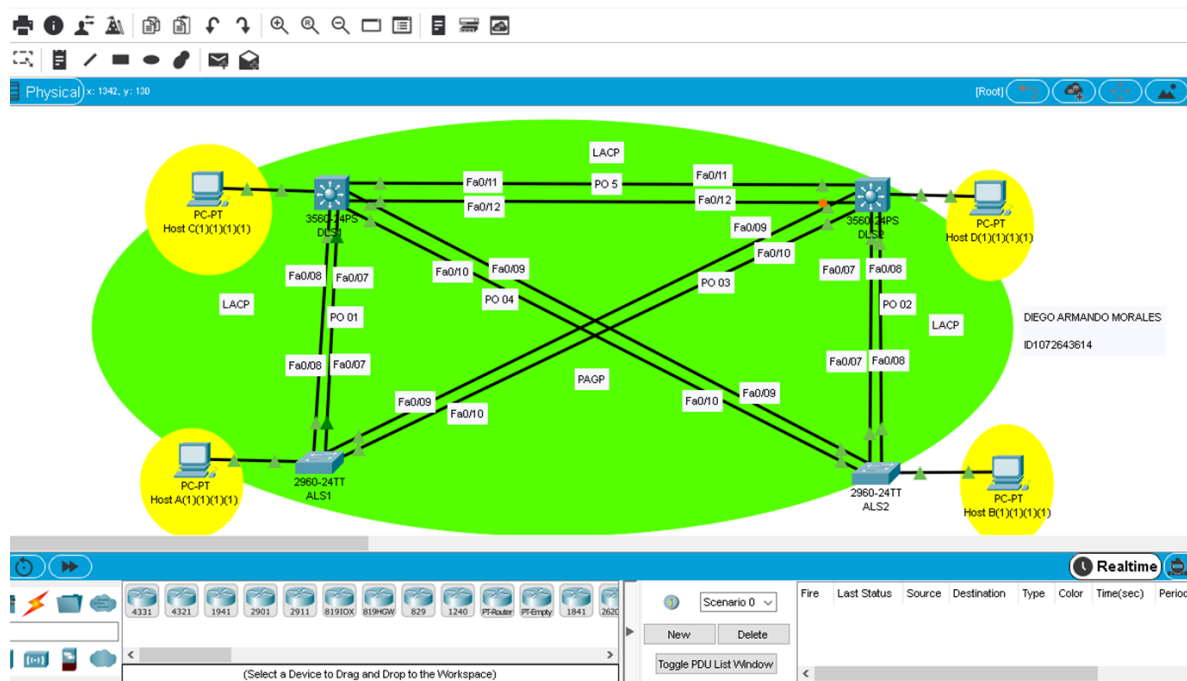 Physical x: 1342, y: 130 [Root]
LACP
Fa0/11 PO 5 Fa0/11
Fa0/12 Fa0/12
PC-PT
Host C(1)(1)(1)(1)
3560-24PS
DLS1
3560-24PS
DLS2
PC-PT
Host D(1)(1)(1)(1)
Fa0/09
Fa0/10
Fa0/08 Fa0/07
Fa0/10 Fa0/09
Fa0/07 Fa0/08
PO 03
LACP
PO 04
PO 02
PO 01
LACP
DIEGO ARMANDO MORALES
ID1072643614
Fa0/08 Fa0/07
Fa0/07 Fa0/08
PAGP
Fa0/09
Fa0/10
Fa0/09
Fa0/10
PC-PT
Host A(1)(1)(1)(1)
2960-24TT
ALS1
2960-24TT
ALS2
PC-PT
Host B(1)(1)(1)(1)
Realtime
4331 4321 1941 2901 2911 819IOX 819HGW 829 1240 PT-Router PT-Empty 1841 2620
Scenario 0
New Delete
Toggle PDU List Window
Fire Last Status Source Destination Type Color Time(sec) Perioc
(Select a Device to Drag and Drop to the Workspace)